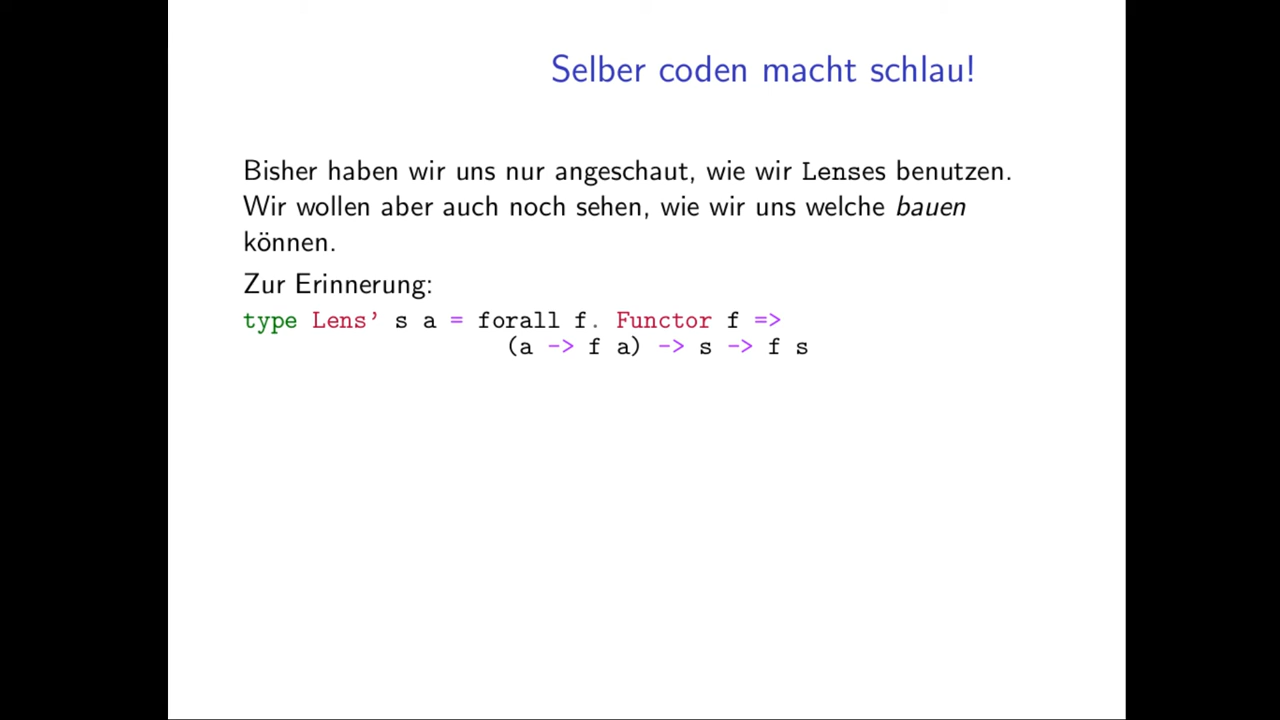 Selber coden macht schlau!
Bisher haben wir uns nur angeschaut, wie wir Lenses benutzen.
Wir wollen aber auch noch sehen, wie wir uns welche bauen
können.
Zur Erinnerung:
type Lens' s a = forall f. Functor f =>
(a -> f a) -> s -> f s